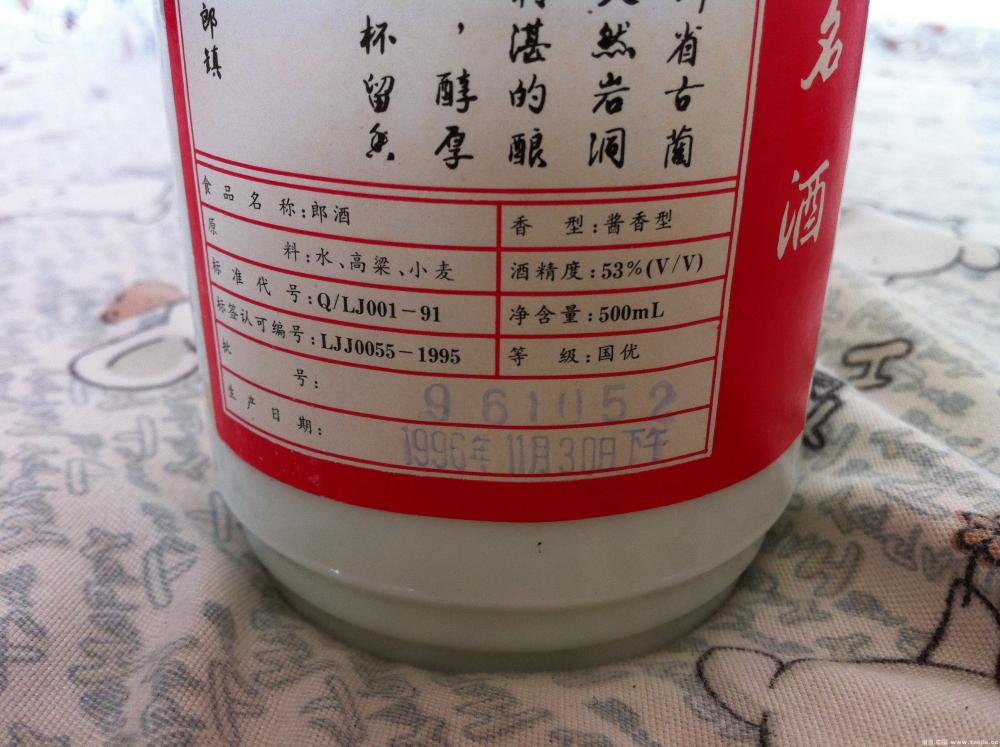 省古蔺
然岩洞
湛的酿
，醇厚
杯留香
郎镇
名酒
食品名称：郎酒
香型：酱香型
原料：水、高粱、小麦
酒精度：53%(V/V)
标准代号：Q/LJ001－91
净含量：500mL
标签认可编号：LJJ0055－1995
等级：国优
批号：961052
生产日期：1996年11月30日下午